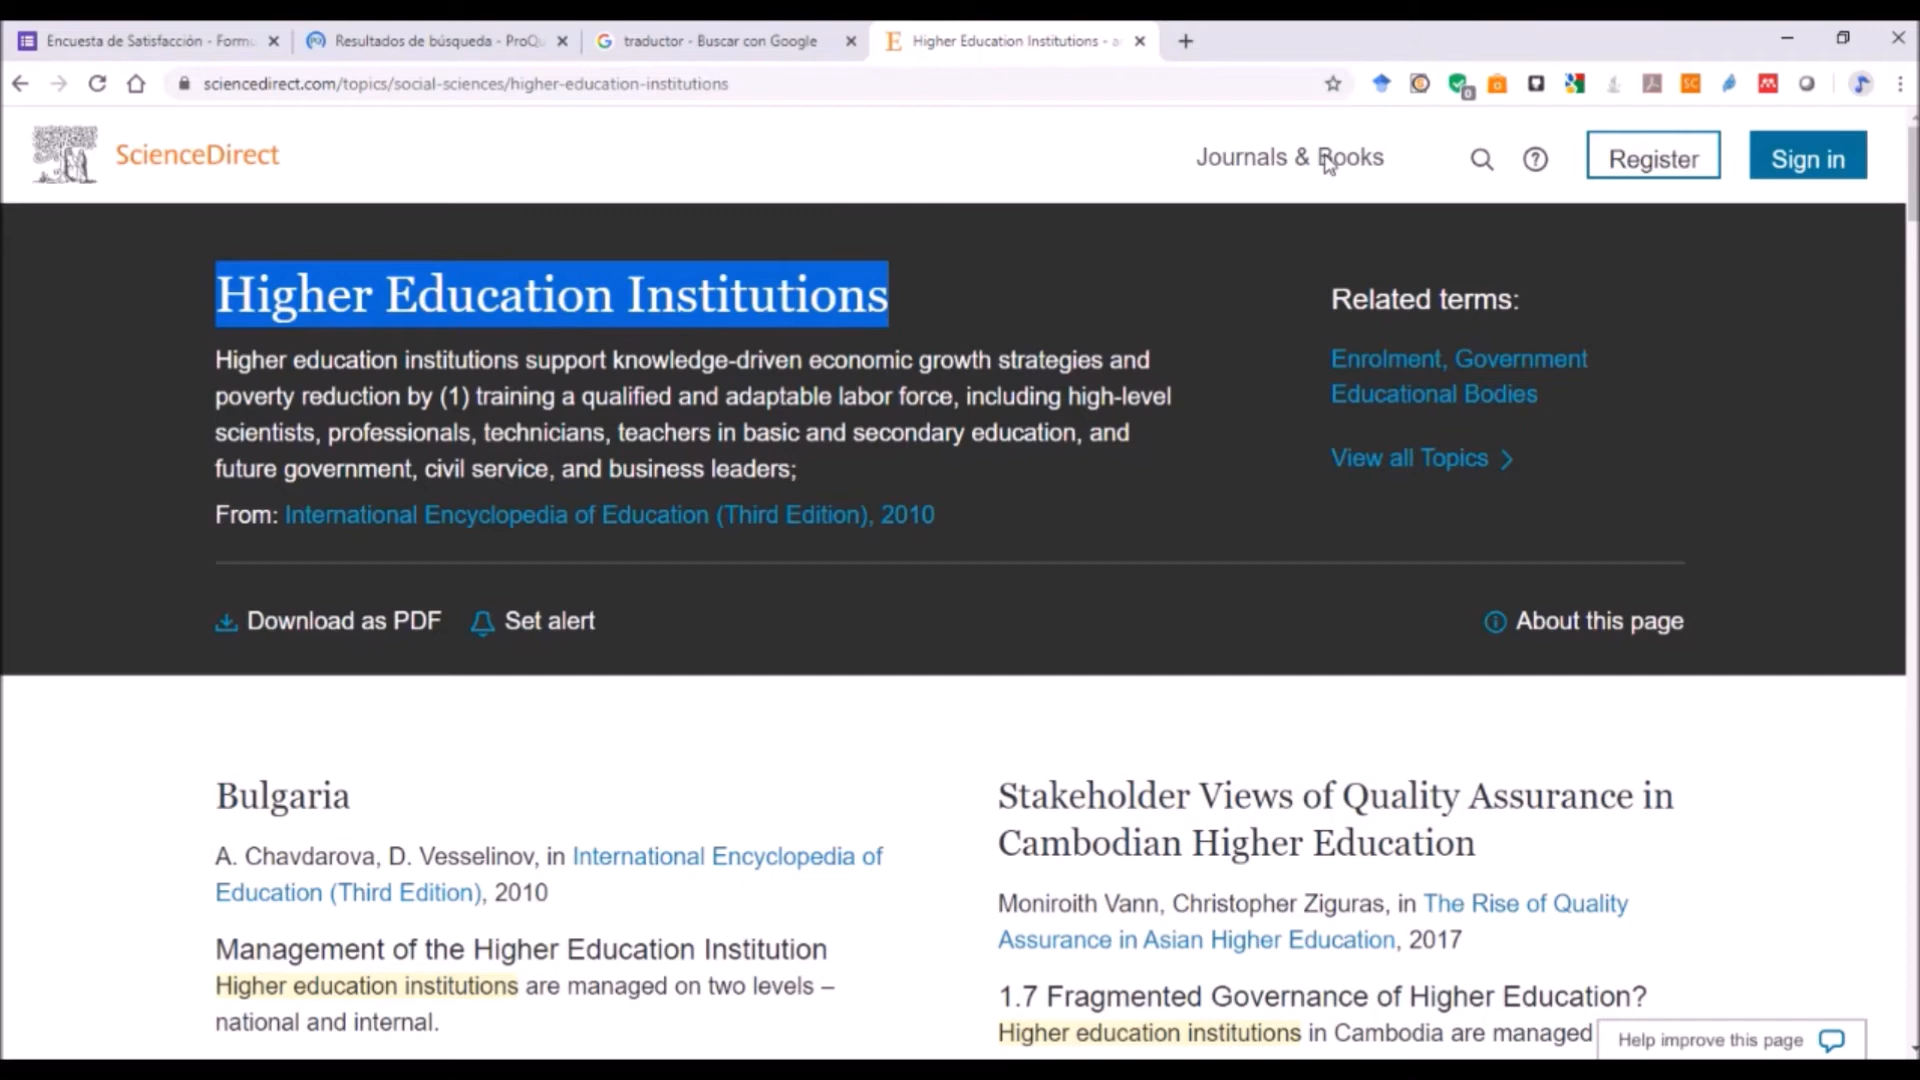 Encuesta de Satisfacción - Formu
Resultados de búsqueda - ProQu
traductor - Buscar con Google
Higher Education Institutions - a
sciencedirect.com/topics/social-sciences/higher-education-institutions
ScienceDirect
Journals & Books
Register
Sign in
Higher Education Institutions
Higher education institutions support knowledge-driven economic growth strategies and
poverty reduction by (1) training a qualified and adaptable labor force, including high-level
scientists, professionals, technicians, teachers in basic and secondary education, and
future government, civil service, and business leaders;
From: International Encyclopedia of Education (Third Edition), 2010
Related terms:
Enrolment, Government
Educational Bodies
View all Topics
Download as PDF
Set alert
About this page
Bulgaria
A. Chavdarova, D. Vesselinov, in International Encyclopedia of
Education (Third Edition), 2010
Management of the Higher Education Institution
Higher education institutions are managed on two levels –
national and internal.
Stakeholder Views of Quality Assurance in
Cambodian Higher Education
Moniroith Vann, Christopher Ziguras, in The Rise of Quality
Assurance in Asian Higher Education, 2017
1.7 Fragmented Governance of Higher Education?
Higher education institutions in Cambodia are managed
Help improve this page